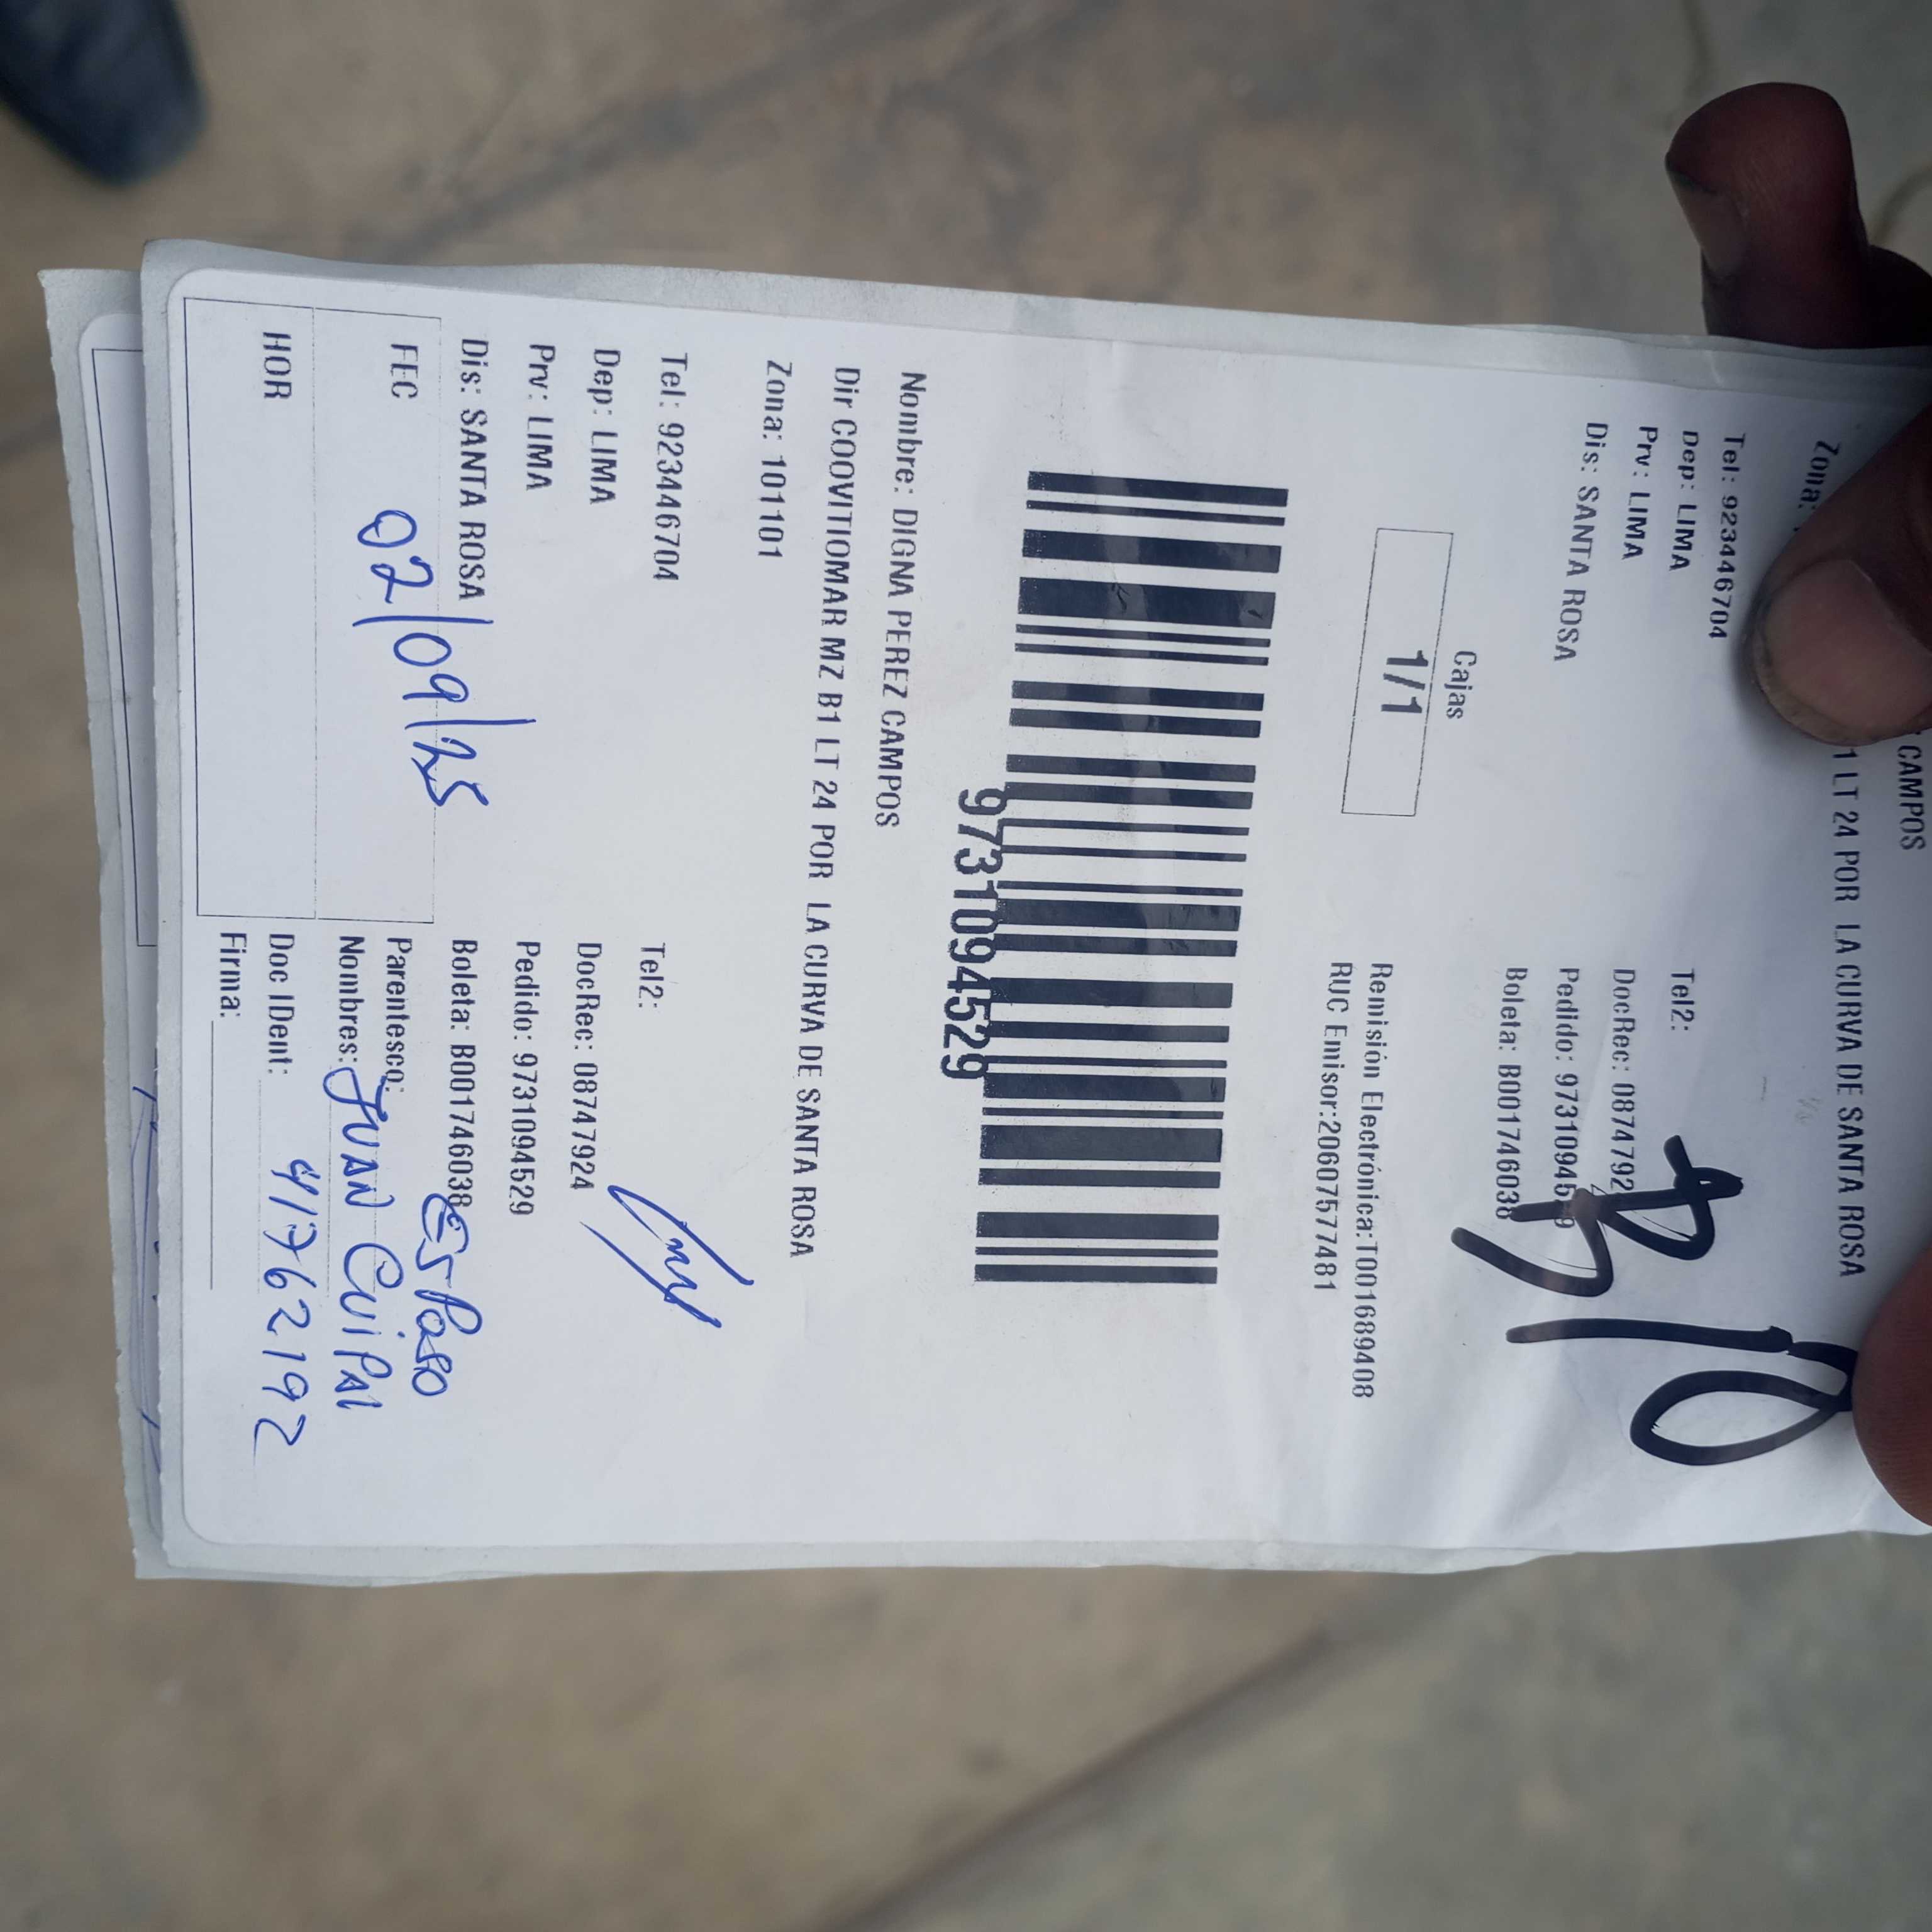 CAMPOS
1 LT 24 POR LA CURVA DE SANTA ROSA
Zona:
Tel: 923446704
Tel2:
Dep: LIMA
DocRec: 0874792
Prv: LIMA
Pedido: 9731094529
Dis: SANTA ROSA
Boleta: B001746038
Cajas
1/1
Remisión Electrónica:T001689408
RUC Emisor:20607577481
9731094529
Nombre: DIGNA PEREZ CAMPOS
Dir COOVITIOMAR MZ B1 LT 24 POR LA CURVA DE SANTA ROSA
Zona: 101101
Tel: 923446704
Tel2:
Dep: LIMA
DocRec: 08747924
Prv: LIMA
Pedido: 9731094529
Dis: SANTA ROSA
Boleta: B001746038
FEC 02/09/25
Parentesco: Esposo
Nombres: JUAN CUIPAL
HOR
Doc IDent: 41762192
Firma: